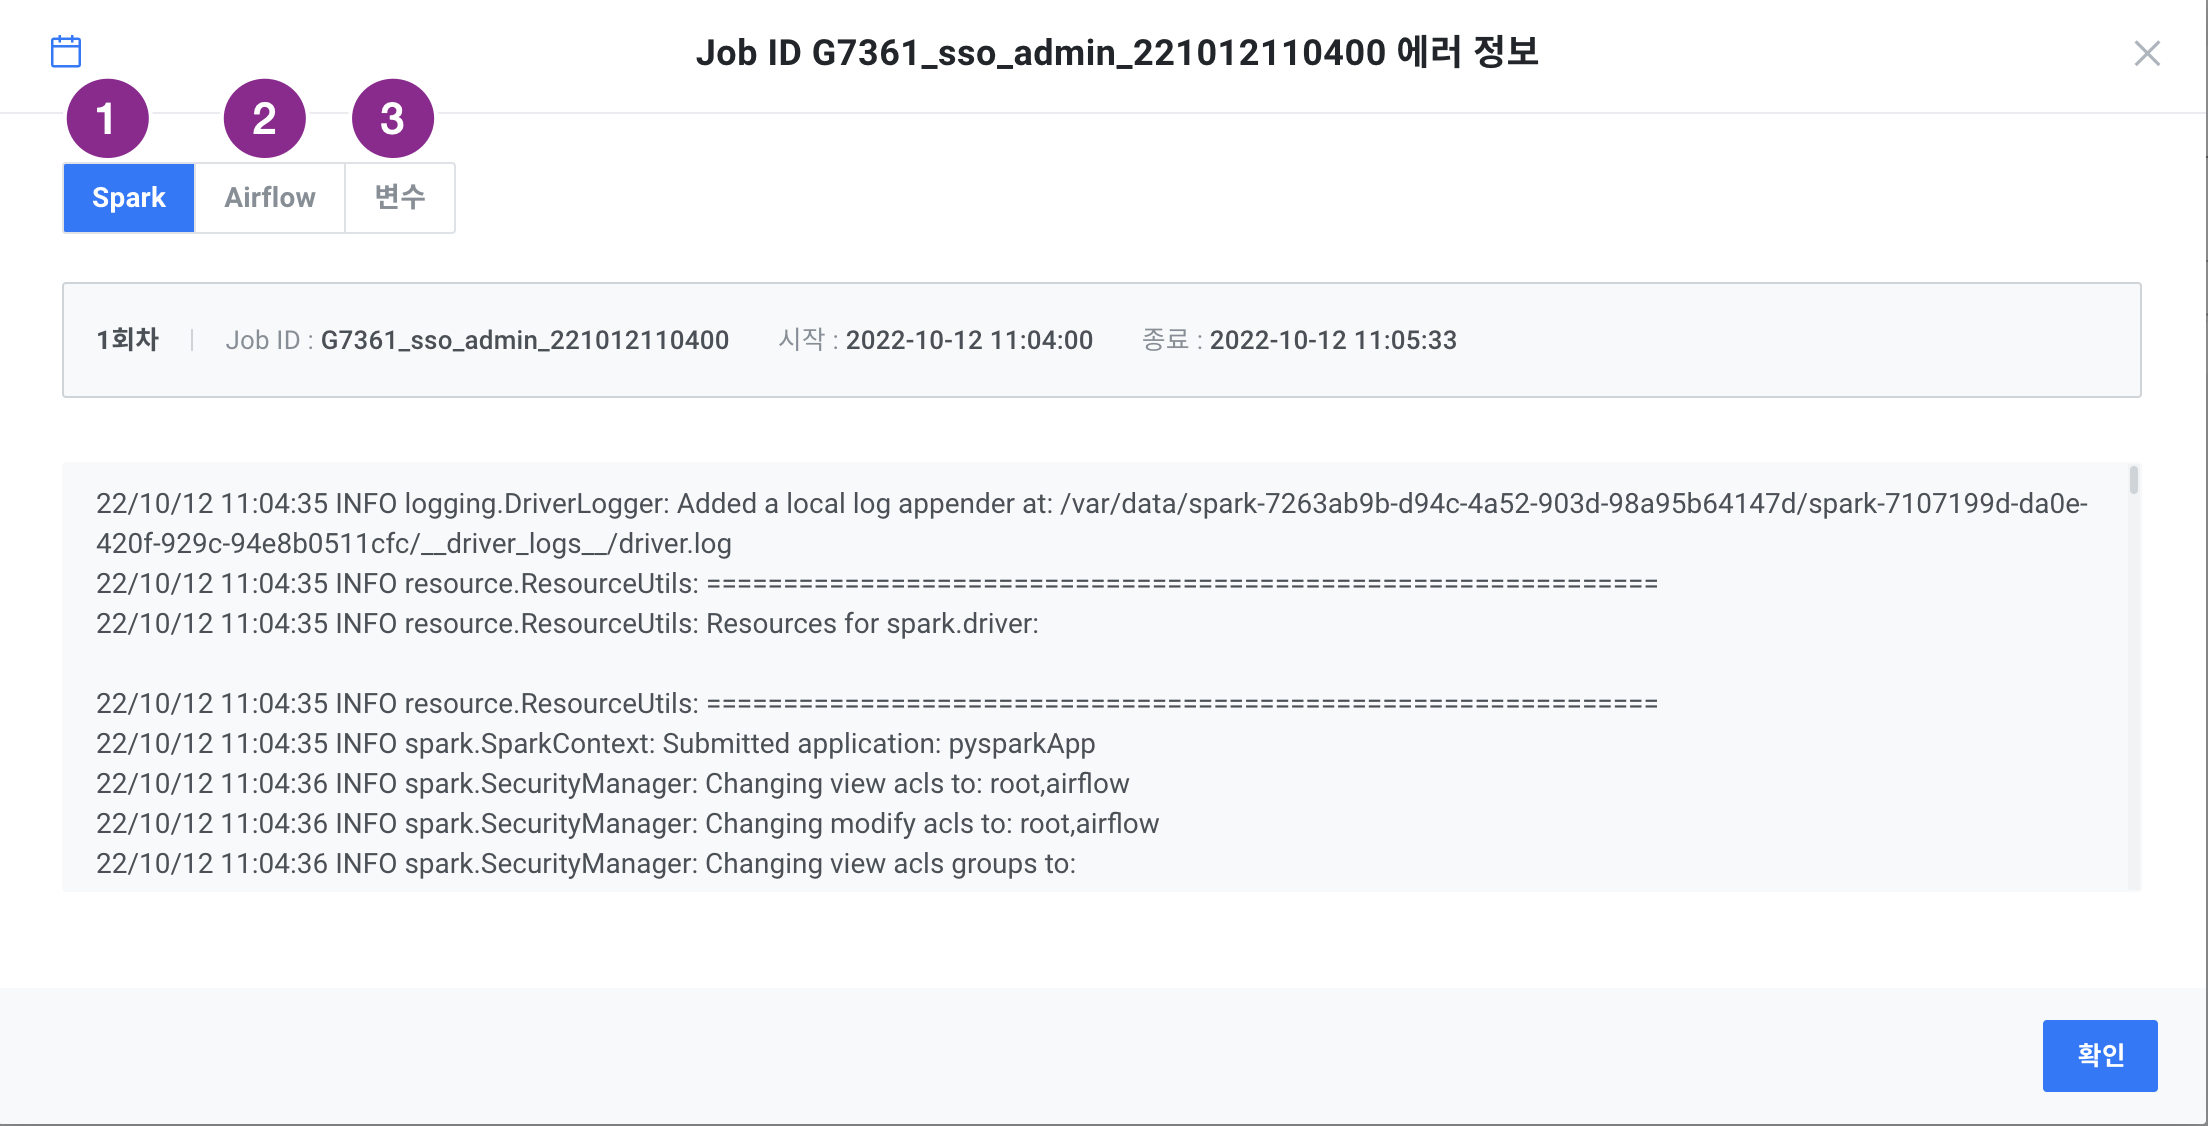 Job ID G7361_sso_admin_221012110400 에러 정보
1 2 3
Spark Airflow 변수
1회차 Job ID : G7361_sso_admin_221012110400 시작 : 2022-10-12 11:04:00 종료 : 2022-10-12 11:05:33
22/10/12 11:04:35 INFO logging.DriverLogger: Added a local log appender at: /var/data/spark-7263ab9b-d94c-4a52-903d-98a95b64147d/spark-7107199d-da0e-
420f-929c-94e8b0511cfc/__driver_logs__/driver.log
22/10/12 11:04:35 INFO resource.ResourceUtils: ==============================================================
22/10/12 11:04:35 INFO resource.ResourceUtils: Resources for spark.driver:
22/10/12 11:04:35 INFO resource.ResourceUtils: ==============================================================
22/10/12 11:04:35 INFO spark.SparkContext: Submitted application: pysparkApp
22/10/12 11:04:36 INFO spark.SecurityManager: Changing view acls to: root,airflow
22/10/12 11:04:36 INFO spark.SecurityManager: Changing modify acls to: root,airflow
22/10/12 11:04:36 INFO spark.SecurityManager: Changing view acls groups to:
확인